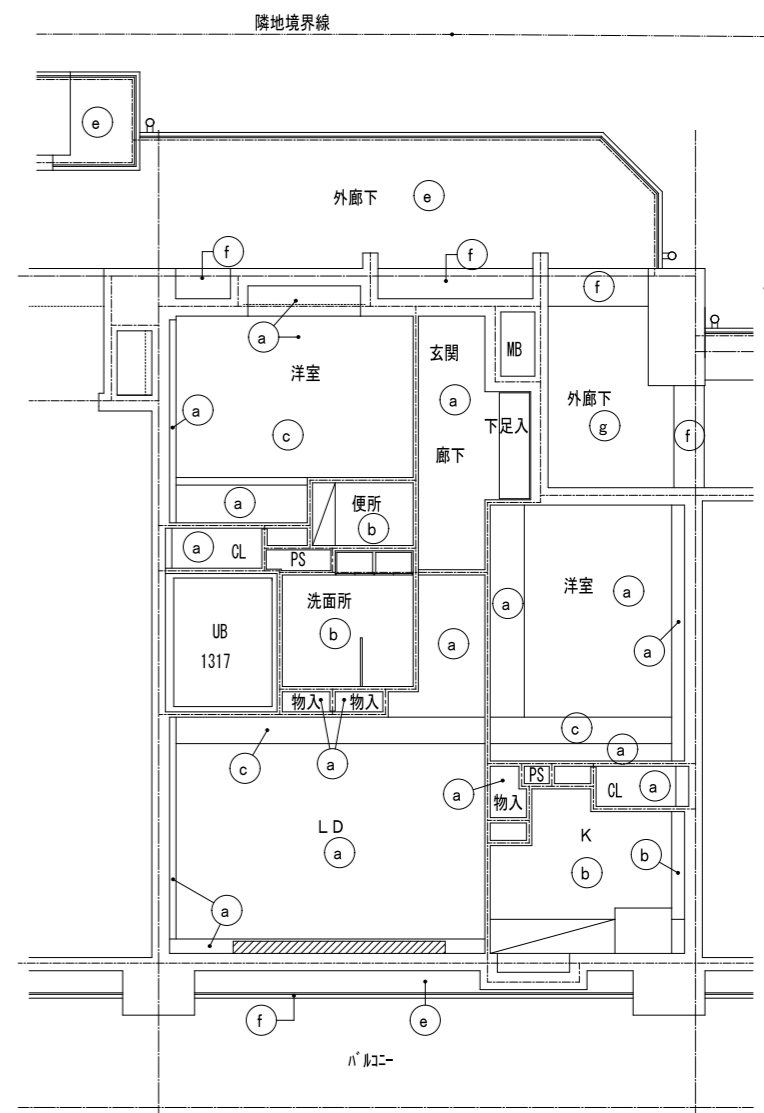 隣地境界線
e
外廊下 e
f
f
f
a
洋室
玄関
MB
a
a
外廊下
c
下足入
g
f
廊下
a
便所
b
a
CL
PS
洗面所
洋室
a
a
UB
b
1317
a
a
物入
物入
c
c
a
a
a
PS
CL
a
物入
LD
a
K
b
b
a
f
e
バルコニー